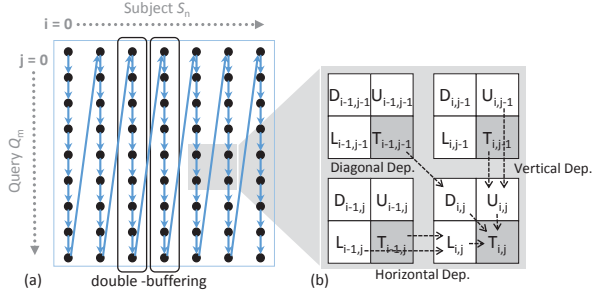 Subject Sn
i = 0
j = 0
Query Qm
(a)
double -buffering
Di-1,j-1 Ui-1,j-1
Li-1,j-1 Ti-1,j-1
Di,j-1 Ui,j-1
Li,j-1 Ti,j-1
Diagonal Dep.
Vertical Dep.
Di-1,j Ui-1,j
Li-1,j Ti-1,j
Di,j Ui,j
Li,j Ti,j
(b)
Horizontal Dep.